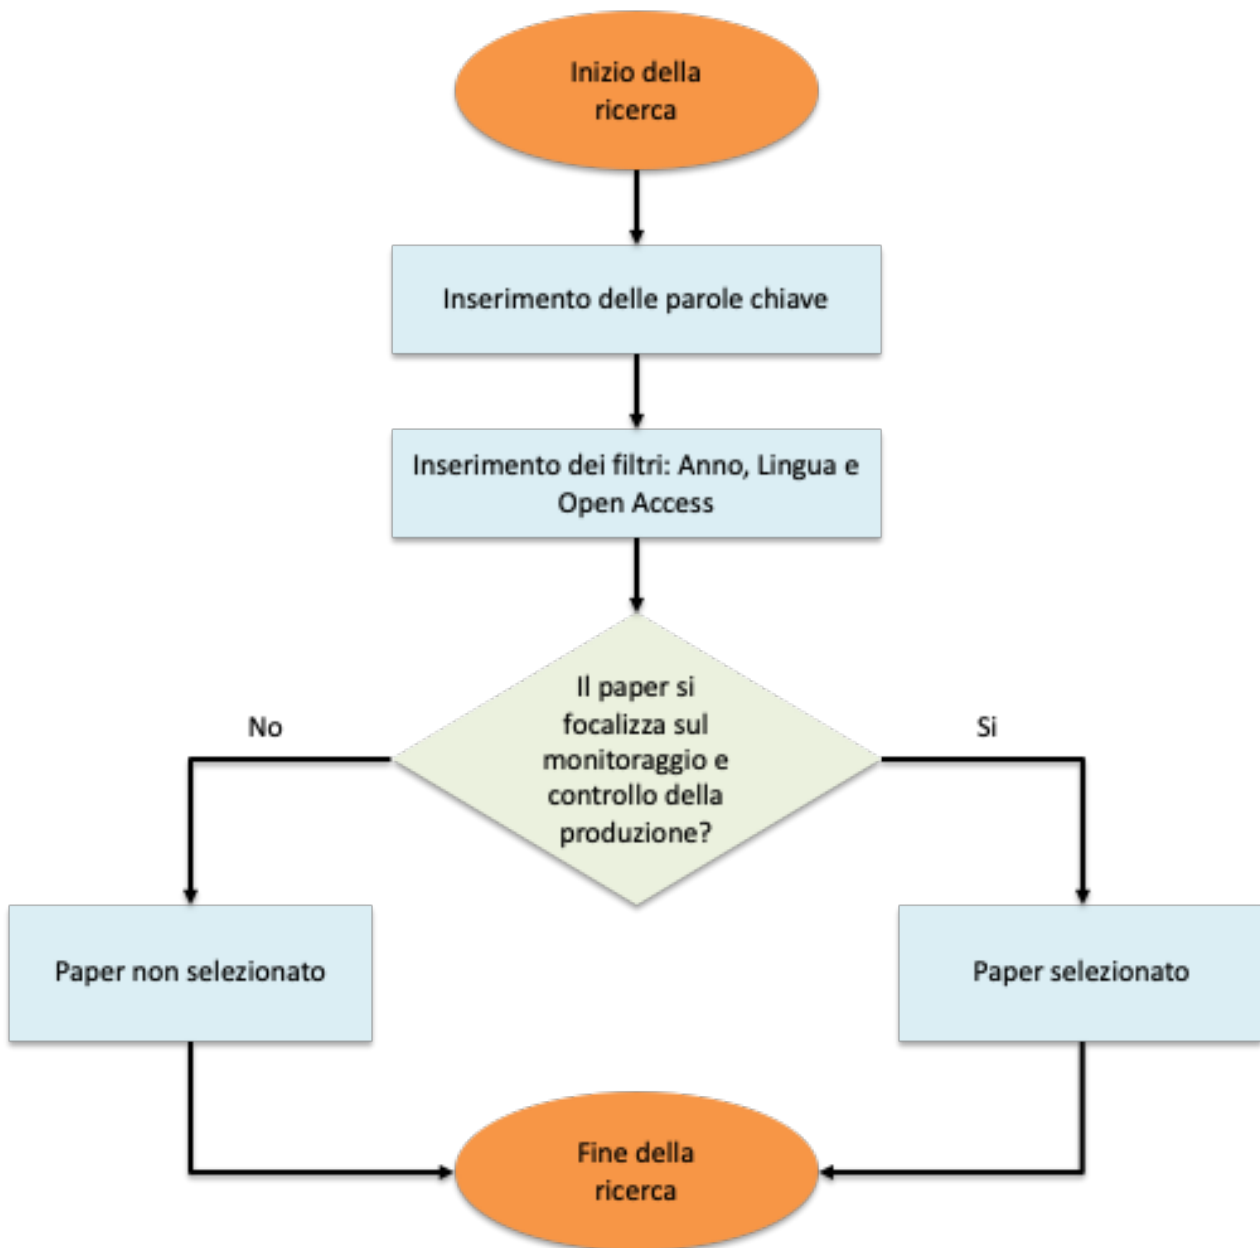 Inizio della
ricerca
Inserimento delle parole chiave
Inserimento dei filtri: Anno, Lingua e
Open Access
Il paper si
focalizza sul
monitoraggio e
controllo della
produzione?
No
Si
Paper non selezionato
Paper selezionato
Fine della
ricerca